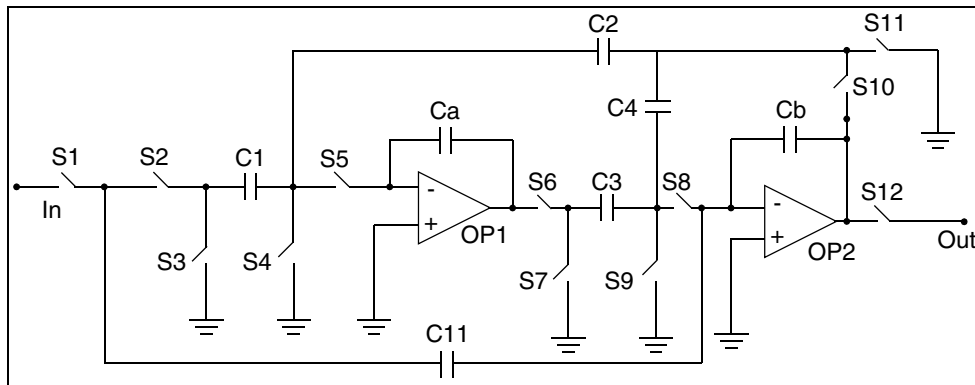 C2
S11
S10
C4
Ca
Cb
S1
S2
C1
S5
S6
C3
S8
S12
In
-
+
OP1
-
+
OP2
Out
S3
S4
S7
S9
C11